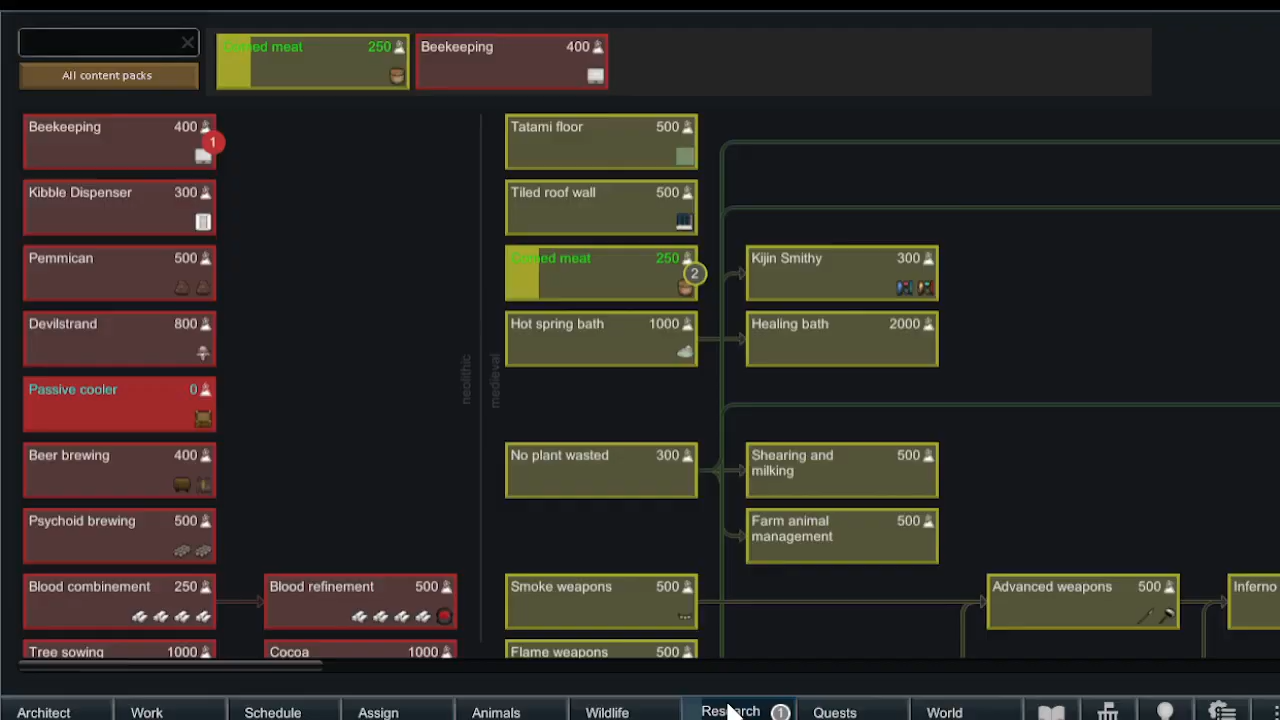 250
Beekeeping 400
All content packs
Beekeeping 400
1
Kibble Dispenser 300
Pemmican 500
Devilstrand 800
Passive cooler 0
Beer brewing 400
Psychoid brewing 500
Blood combinement 250
Blood refinement 500
Tree sowing 1000
Cocoa 1000
neolithic
medieval
Tatami floor 500
Tiled roof wall 500
meat 250
2
Hot spring bath 1000
No plant wasted 300
Smoke weapons 500
Flame weapons 500
Kijin Smithy 300
Healing bath 2000
Shearing and 500
milking
Farm animal 500
management
Advanced weapons 500
Inferno
Architect
Work
Schedule
Assign
Animals
Wildlife
Research 1
Quests
World